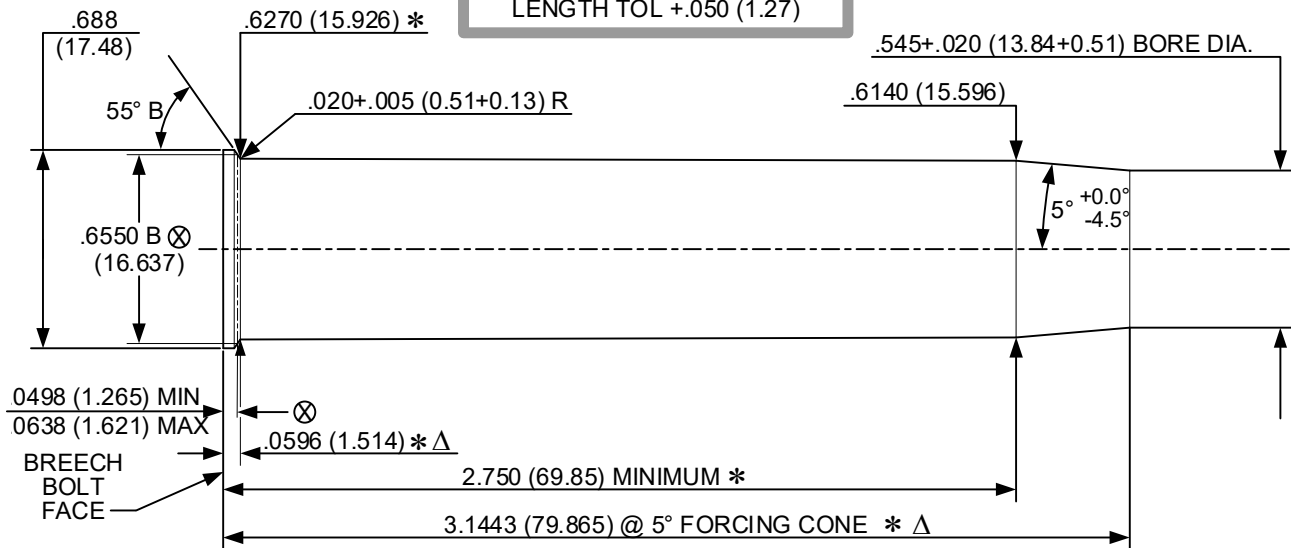 LENGTH TOL +.050 (1.27)
.688
(17.48)
.6270 (15.926) *
.545+.020 (13.84+0.51) BORE DIA.
.020+.005 (0.51+0.13) R
.6140 (15.596)
55° B
5° +0.0°
-4.5°
.6550 B ⊗
(16.637)
.0498 (1.265) MIN
.0638 (1.621) MAX
⊗
.0596 (1.514) * Δ
BREECH
BOLT
FACE
2.750 (69.85) MINIMUM *
3.1443 (79.865) @ 5° FORCING CONE * Δ